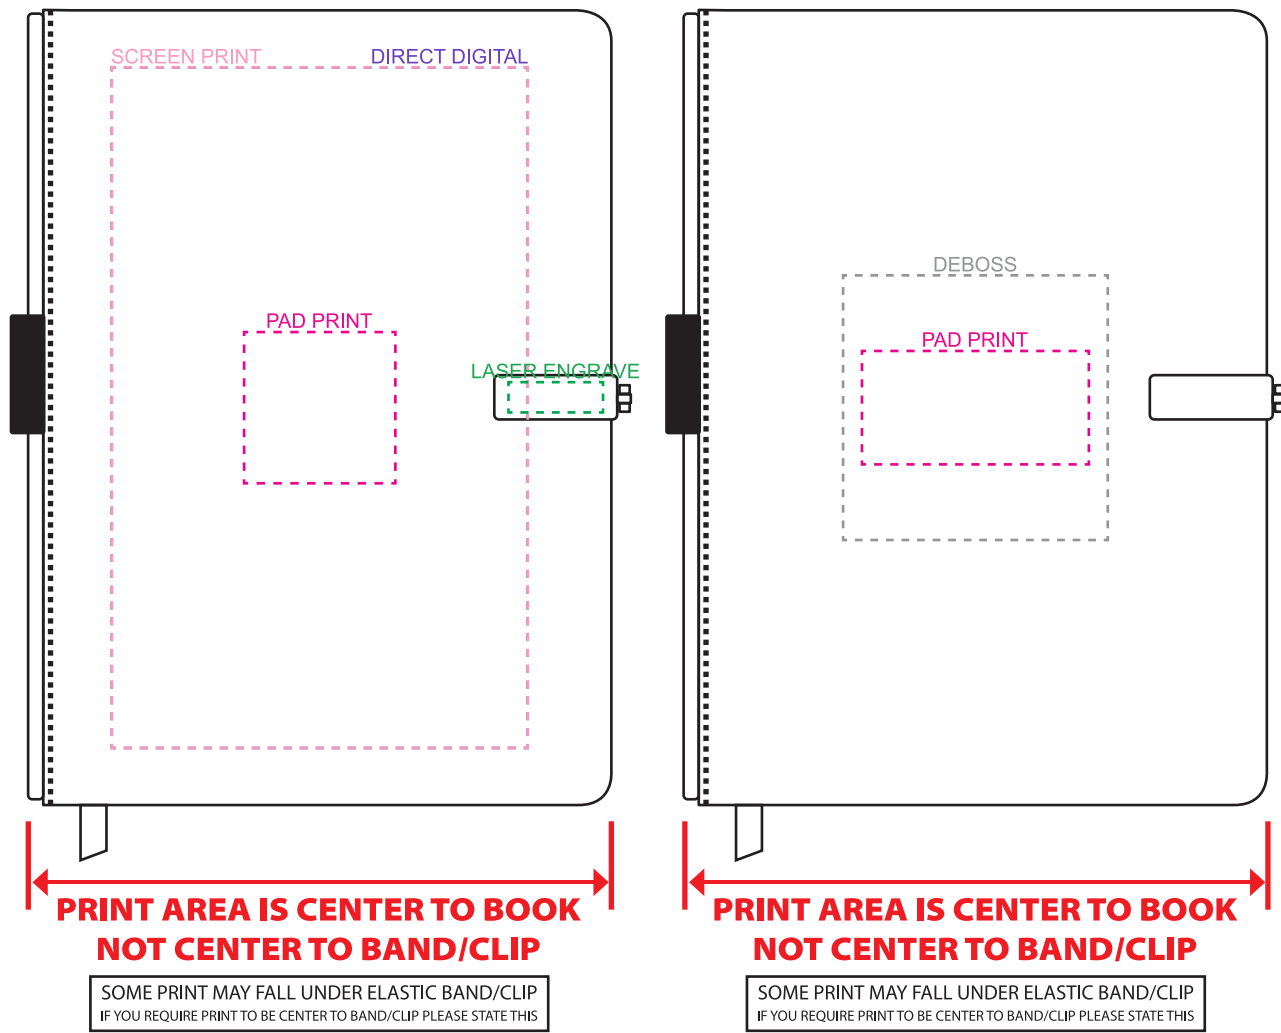 SCREEN PRINT
DIRECT DIGITAL
PAD PRINT
LASER ENGRAVE
PRINT AREA IS CENTER TO BOOK
NOT CENTER TO BAND/CLIP
SOME PRINT MAY FALL UNDER ELASTIC BAND/CLIP
IF YOU REQUIRE PRINT TO BE CENTER TO BAND/CLIP PLEASE STATE THIS
DEBOSS
PAD PRINT
PRINT AREA IS CENTER TO BOOK
NOT CENTER TO BAND/CLIP
SOME PRINT MAY FALL UNDER ELASTIC BAND/CLIP
IF YOU REQUIRE PRINT TO BE CENTER TO BAND/CLIP PLEASE STATE THIS